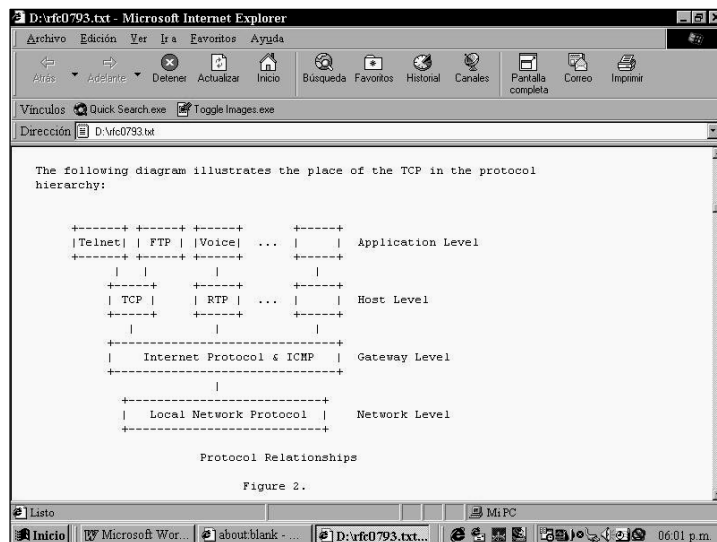 D:\rfc0793.txt - Microsoft Internet Explorer
Archivo Edición Ver Ir a Favoritos Ayuda
Atrás Adelante Detener Actualizar Inicio Búsqueda Favoritos Historial Canales Pantalla completa Correo Imprimir
Vínculos Quick Search.exe Toggle Images.exe
Dirección D:\rfc0793.txt
The following diagram illustrates the place of the TCP in the protocol
hierarchy:
+------+ +-----+ +-----+ +-----+
|Telnet| | FTP | |Voice| ... | | Application Level
+------+ +-----+ +-----+ +-----+
| | | |
+-----+ +-----+ +-----+
| TCP | | RTP | ... | | Host Level
+-----+ +-----+ +-----+
| | |
+-------------------------------+
| Internet Protocol & ICMP | Gateway Level
+-------------------------------+
|
+---------------------------+
| Local Network Protocol | Network Level
+---------------------------+
Protocol Relationships
Figure 2.
Listo Mi PC
Inicio Microsoft Wor... about:blank - ... D:\rfc0793.txt... 06:01 p.m.